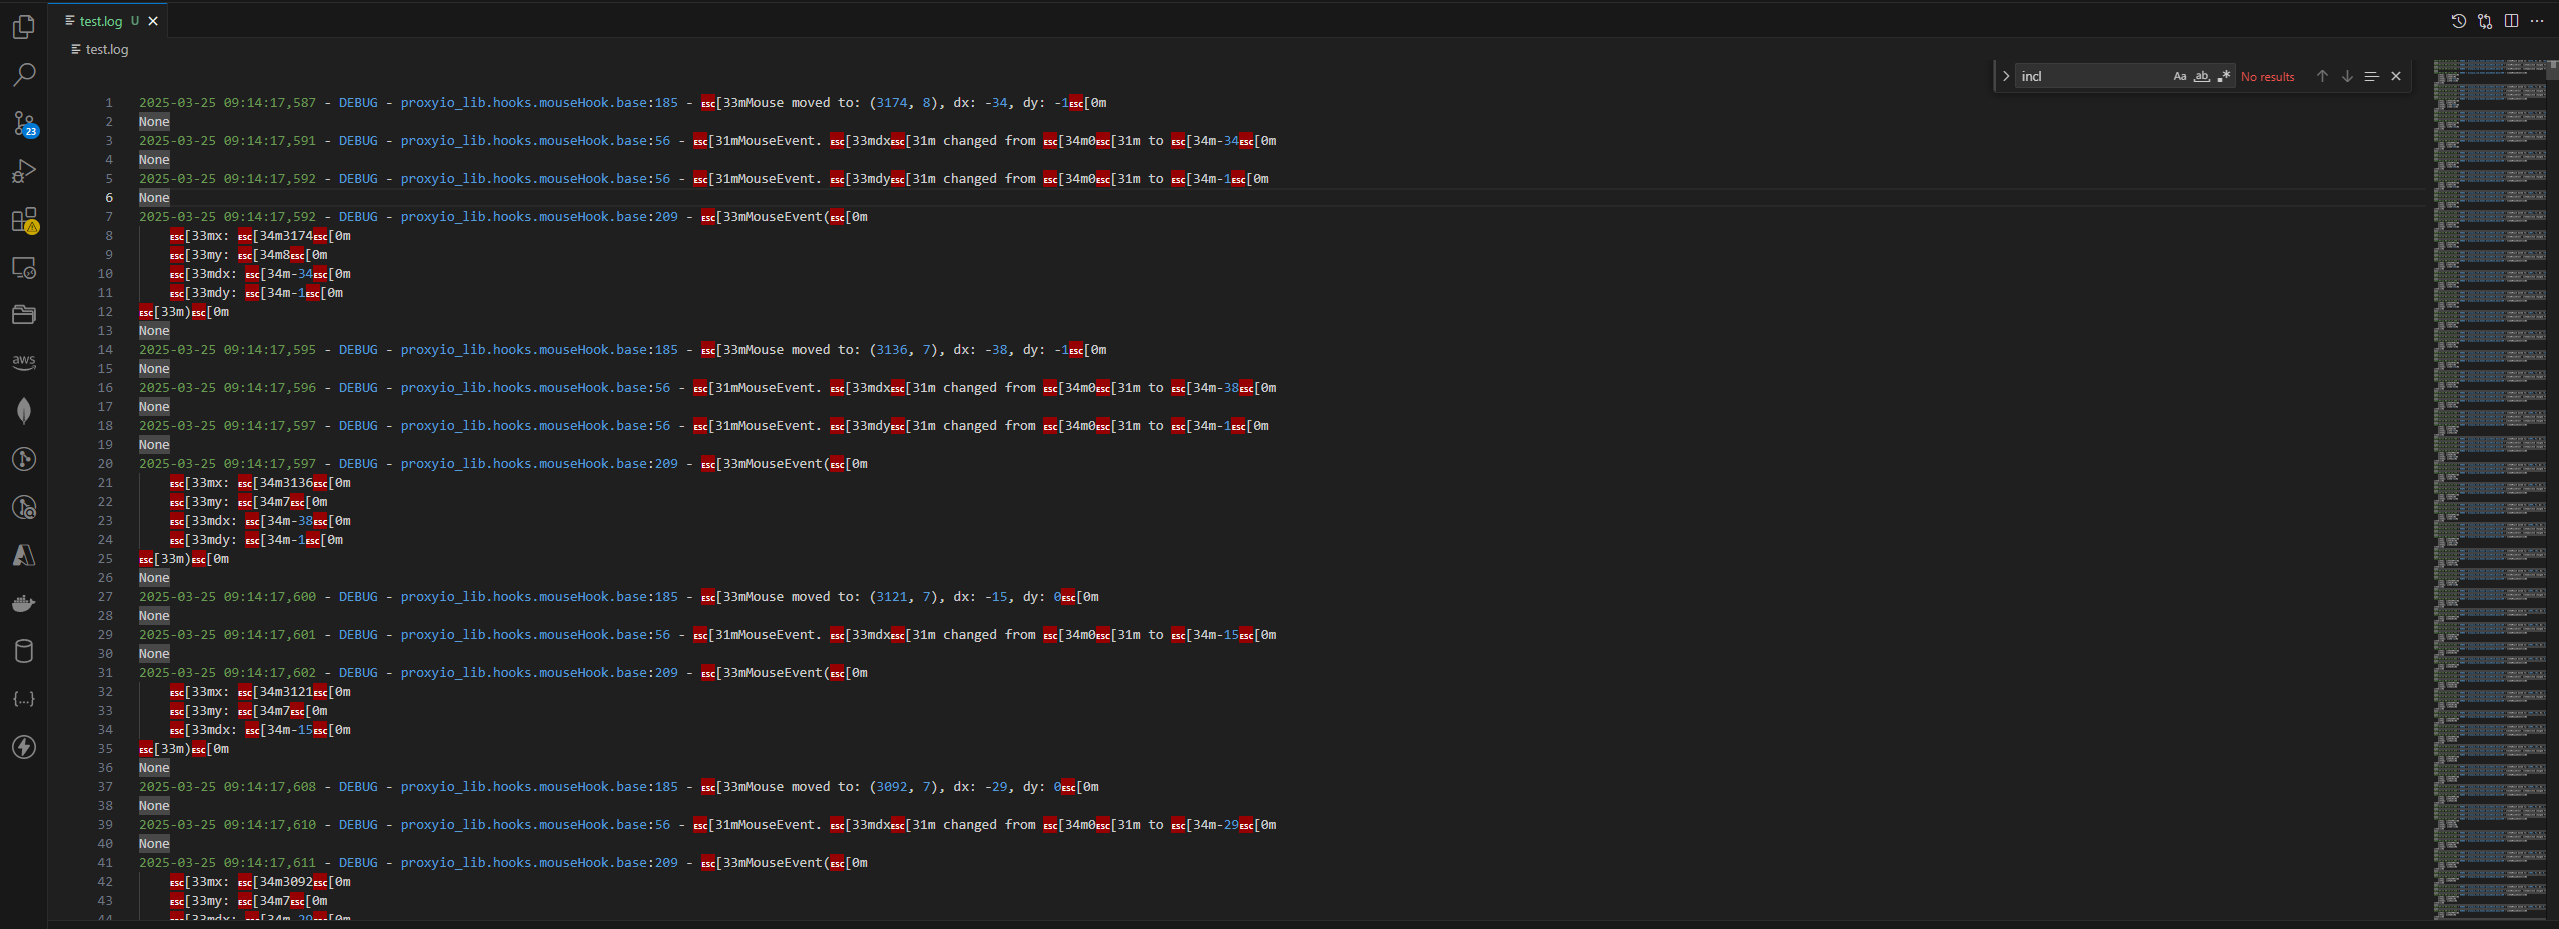 test.log U
test.log
incl Aa ab No results
23
aws
1 2025-03-25 09:14:17,587 - DEBUG - proxyio_lib.hooks.mouseHook.base:185 - ESC[33mMouse moved to: (3174, 8), dx: -34, dy: -1ESC[0m
2 None
3 2025-03-25 09:14:17,591 - DEBUG - proxyio_lib.hooks.mouseHook.base:56 - ESC[31mMouseEvent. ESC[33mdxESC[31m changed from ESC[34m0ESC[31m to ESC[34m-34ESC[0m
4 None
5 2025-03-25 09:14:17,592 - DEBUG - proxyio_lib.hooks.mouseHook.base:56 - ESC[31mMouseEvent. ESC[33mdyESC[31m changed from ESC[34m0ESC[31m to ESC[34m-1ESC[0m
6 None
7 2025-03-25 09:14:17,592 - DEBUG - proxyio_lib.hooks.mouseHook.base:209 - ESC[33mMouseEvent(ESC[0m
8 ESC[33mx: ESC[34m3174ESC[0m
9 ESC[33my: ESC[34m8ESC[0m
10 ESC[33mdx: ESC[34m-34ESC[0m
11 ESC[33mdy: ESC[34m-1ESC[0m
12 ESC[33m)ESC[0m
13 None
14 2025-03-25 09:14:17,595 - DEBUG - proxyio_lib.hooks.mouseHook.base:185 - ESC[33mMouse moved to: (3136, 7), dx: -38, dy: -1ESC[0m
15 None
16 2025-03-25 09:14:17,596 - DEBUG - proxyio_lib.hooks.mouseHook.base:56 - ESC[31mMouseEvent. ESC[33mdxESC[31m changed from ESC[34m0ESC[31m to ESC[34m-38ESC[0m
17 None
18 2025-03-25 09:14:17,597 - DEBUG - proxyio_lib.hooks.mouseHook.base:56 - ESC[31mMouseEvent. ESC[33mdyESC[31m changed from ESC[34m0ESC[31m to ESC[34m-1ESC[0m
19 None
20 2025-03-25 09:14:17,597 - DEBUG - proxyio_lib.hooks.mouseHook.base:209 - ESC[33mMouseEvent(ESC[0m
21 ESC[33mx: ESC[34m3136ESC[0m
22 ESC[33my: ESC[34m7ESC[0m
23 ESC[33mdx: ESC[34m-38ESC[0m
24 ESC[33mdy: ESC[34m-1ESC[0m
25 ESC[33m)ESC[0m
26 None
27 2025-03-25 09:14:17,600 - DEBUG - proxyio_lib.hooks.mouseHook.base:185 - ESC[33mMouse moved to: (3121, 7), dx: -15, dy: 0ESC[0m
28 None
29 2025-03-25 09:14:17,601 - DEBUG - proxyio_lib.hooks.mouseHook.base:56 - ESC[31mMouseEvent. ESC[33mdxESC[31m changed from ESC[34m0ESC[31m to ESC[34m-15ESC[0m
30 None
31 2025-03-25 09:14:17,602 - DEBUG - proxyio_lib.hooks.mouseHook.base:209 - ESC[33mMouseEvent(ESC[0m
32 ESC[33mx: ESC[34m3121ESC[0m
33 ESC[33my: ESC[34m7ESC[0m
34 ESC[33mdx: ESC[34m-15ESC[0m
35 ESC[33m)ESC[0m
36 None
37 2025-03-25 09:14:17,608 - DEBUG - proxyio_lib.hooks.mouseHook.base:185 - ESC[33mMouse moved to: (3092, 7), dx: -29, dy: 0ESC[0m
38 None
39 2025-03-25 09:14:17,610 - DEBUG - proxyio_lib.hooks.mouseHook.base:56 - ESC[31mMouseEvent. ESC[33mdxESC[31m changed from ESC[34m0ESC[31m to ESC[34m-29ESC[0m
40 None
41 2025-03-25 09:14:17,611 - DEBUG - proxyio_lib.hooks.mouseHook.base:209 - ESC[33mMouseEvent(ESC[0m
42 ESC[33mx: ESC[34m3092ESC[0m
43 ESC[33my: ESC[34m7ESC[0m
44 ESC[33mdx: ESC[34m-29ESC[0m